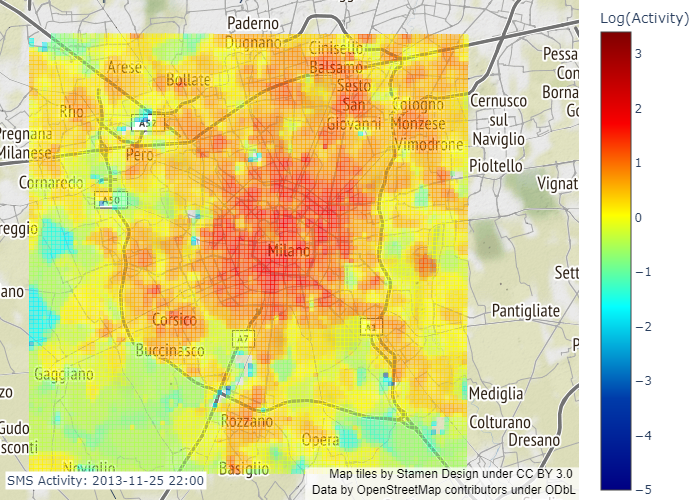 Log(Activity)
3
2
1
0
−1
−2
−3
−4
−5
Paderno
Dugnano
Cinisello
Balsamo
Arese
Bollate
Sesto
San
Giovanni
Pessa
Con
Borna
Go
Rho
A52
Cologno
Monzese
Cernusco
sul
Naviglio
Pregnana
Milanese
Pero
Vimodrone
Pioltello
Cornaredo
A50
Vignat
reggio
Milano
Sett
ano
Pantigliate
Corsico
A7
Buccinasco
P
Gaggiano
zo
Mediglia
Rozzano
Opera
Colturano
Dresano
Gudo
sconti
Noviglio
Basiglio
SMS Activity: 2013-11-25 22:00
Map tiles by Stamen Design under CC BY 3.0
Data by OpenStreetMap contributors under ODbL